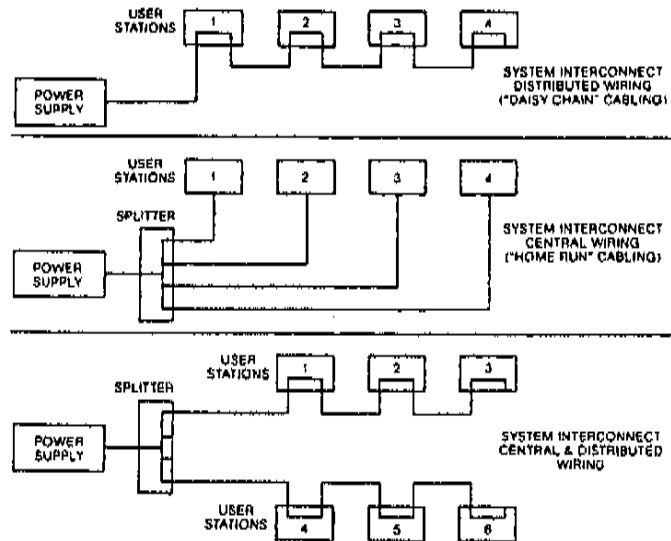 USER
STATIONS
1
2
3
4
POWER
SUPPLY
SYSTEM INTERCONNECT
DISTRIBUTED WIRING
("DAISY CHAIN" CABLING)
USER
STATIONS
1
2
3
4
SPLITTER
POWER
SUPPLY
SYSTEM INTERCONNECT
CENTRAL WIRING
("HOME RUN" CABLING)
USER
STATIONS
1
2
3
SPLITTER
POWER
SUPPLY
SYSTEM INTERCONNECT
CENTRAL & DISTRIBUTED
WIRING
USER
STATIONS
4
5
6